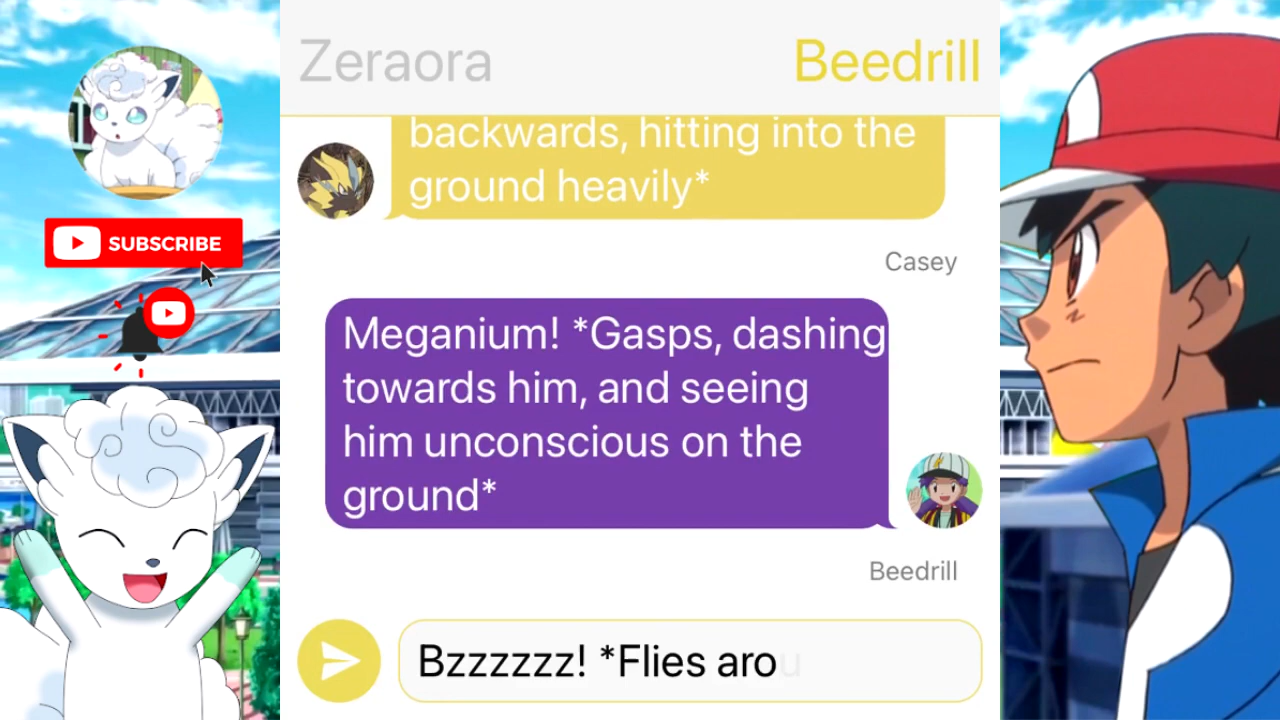 Zeraora
Beedrill
backwards, hitting into the
ground heavily*
SUBSCRIBE
Casey
Meganium! *Gasps, dashing
towards him, and seeing
him unconscious on the
ground*
Beedrill
Bzzzzzz! *Flies arou